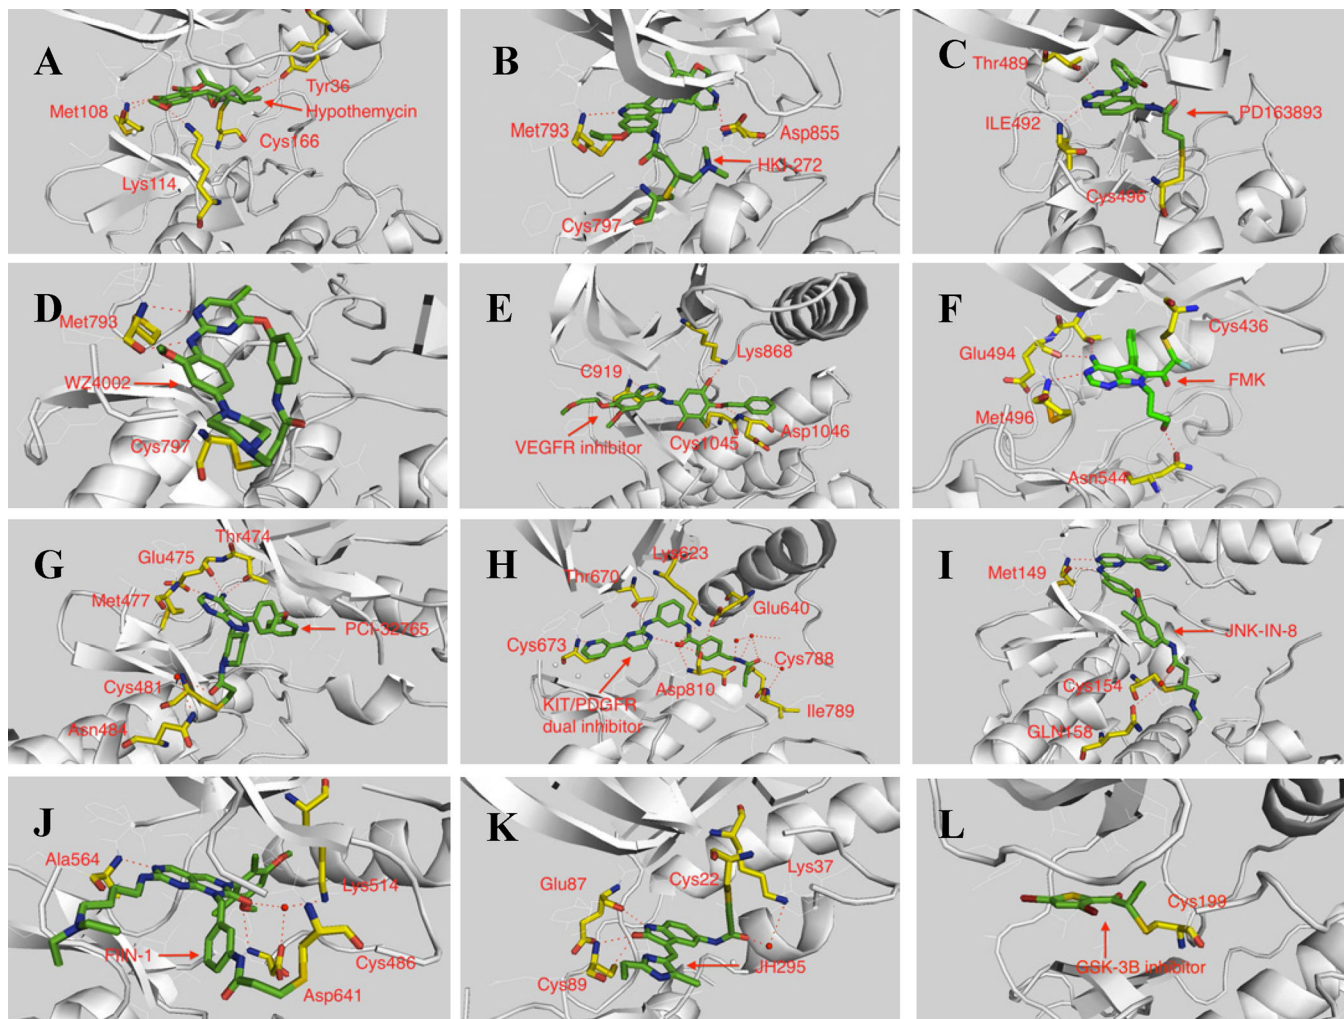 A
Tyr36
Met108
Hypothemycin
Cys166
Lys114
B
Met793
Asp855
HKI-272
Cys797
C
Thr489
ILE492
PD163893
Cys496
D
Met793
WZ4002
Cys797
E
Lys868
C919
VEGFR inhibitor
Cys1045
Asp1046
F
Cys436
Glu494
FMK
Met496
Asn544
G
Thr474
Glu475
Met477
PCI-32765
Cys481
Asn484
H
Lys623
Thr670
Glu640
Cys673
Cys788
Asp810
KIT/PDGFR
dual inhibitor
Ile789
I
Met149
JNK-IN-8
Cys154
GLN158
J
Ala564
Lys514
FIIN-1
Cys486
Asp641
K
Glu87
Cys22
Lys37
Cys89
JH295
L
Cys199
GSK-3B inhibitor